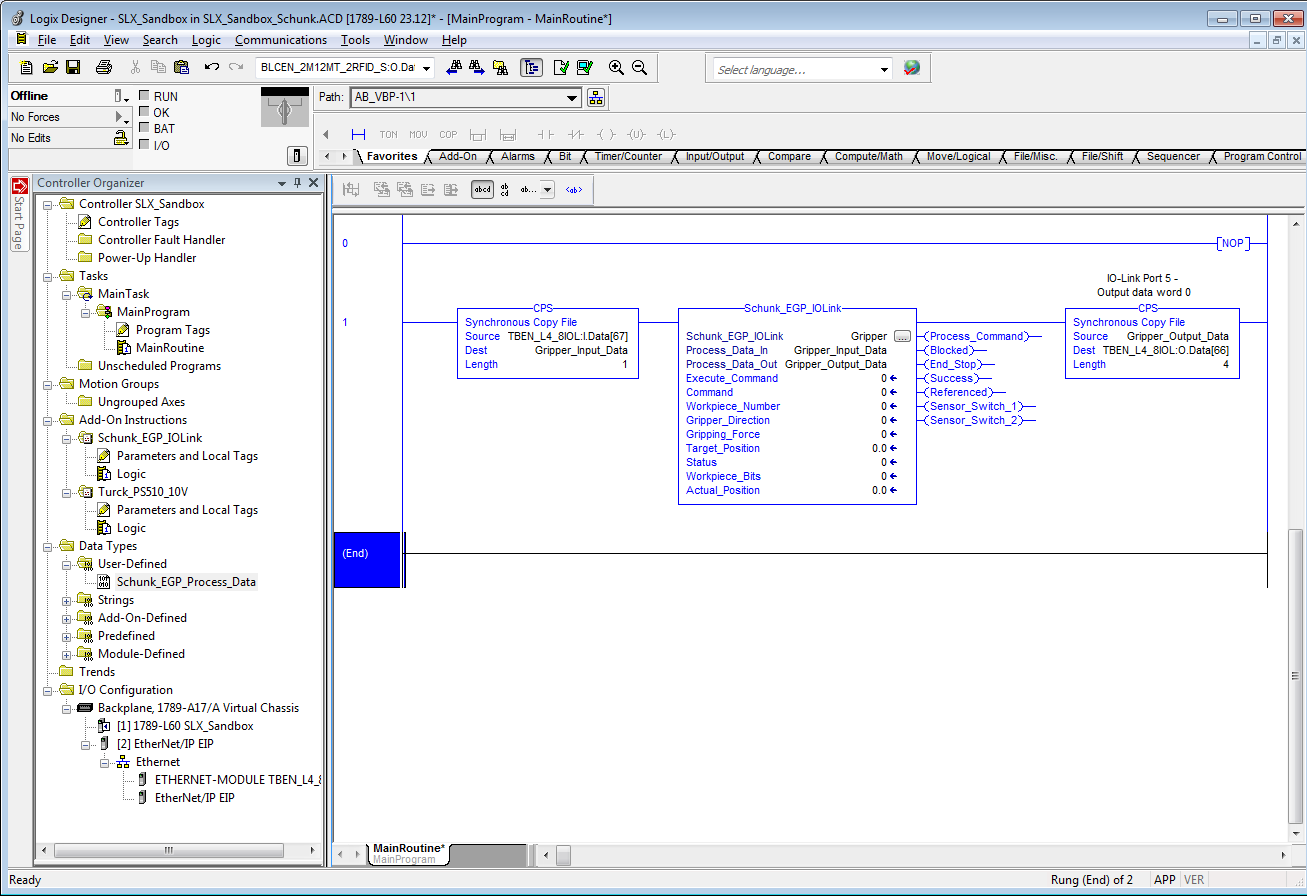 Logix Designer - SLX_Sandbox in SLX_Sandbox_Schunk.ACD [1789-L60 23.12]* - [MainProgram - MainRoutine*]
File Edit View Search Logic Communications Tools Window Help
BLCEN_2M12MT_2RFID_S:O.Da
Select language...
Offline
No Forces
No Edits
RUN
OK
BAT
I/O
Path: AB_VBP-1\1
TON MOV COP
Favorites Add-On Alarms Bit Timer/Counter Input/Output Compare Compute/Math Move/Logical File/Misc. File/Shift Sequencer Program Control
Start Page
Controller Organizer
Controller SLX_Sandbox
Controller Tags
Controller Fault Handler
Power-Up Handler
Tasks
MainTask
MainProgram
Program Tags
MainRoutine
Unscheduled Programs
Motion Groups
Ungrouped Axes
Add-On Instructions
Schunk_EGP_IOLink
Parameters and Local Tags
Logic
Turck_PS510_10V
Parameters and Local Tags
Logic
Data Types
User-Defined
Schunk_EGP_Process_Data
Strings
Add-On-Defined
Predefined
Module-Defined
Trends
I/O Configuration
Backplane, 1789-A17/A Virtual Chassis
[1] 1789-L60 SLX_Sandbox
[2] EtherNet/IP EIP
Ethernet
ETHERNET-MODULE TBEN_L4_8
EtherNet/IP EIP
abcd ab cd ab... <ab>
0
NOP
1
CPS
Synchronous Copy File
Source TBEN_L4_8IOL:I.Data[67]
Dest Gripper_Input_Data
Length 1
Schunk_EGP_IOLink
Schunk_EGP_IOLink Gripper ...
Process_Data_In Gripper_Input_Data
Process_Data_Out Gripper_Output_Data
Execute_Command 0
Command 0
Workpiece_Number 0
Gripper_Direction 0
Gripping_Force 0
Target_Position 0.0
Status 0
Workpiece_Bits 0
Actual_Position 0.0
(Process_Command)
(Blocked)
(End_Stop)
(Success)
(Referenced)
(Sensor_Switch_1)
(Sensor_Switch_2)
IO-Link Port 5 -
Output data word 0
CPS
Synchronous Copy File
Source Gripper_Output_Data
Dest TBEN_L4_8IOL:O.Data[66]
Length 4
(End)
MainRoutine*
MainProgram
Ready
Rung (End) of 2 APP VER